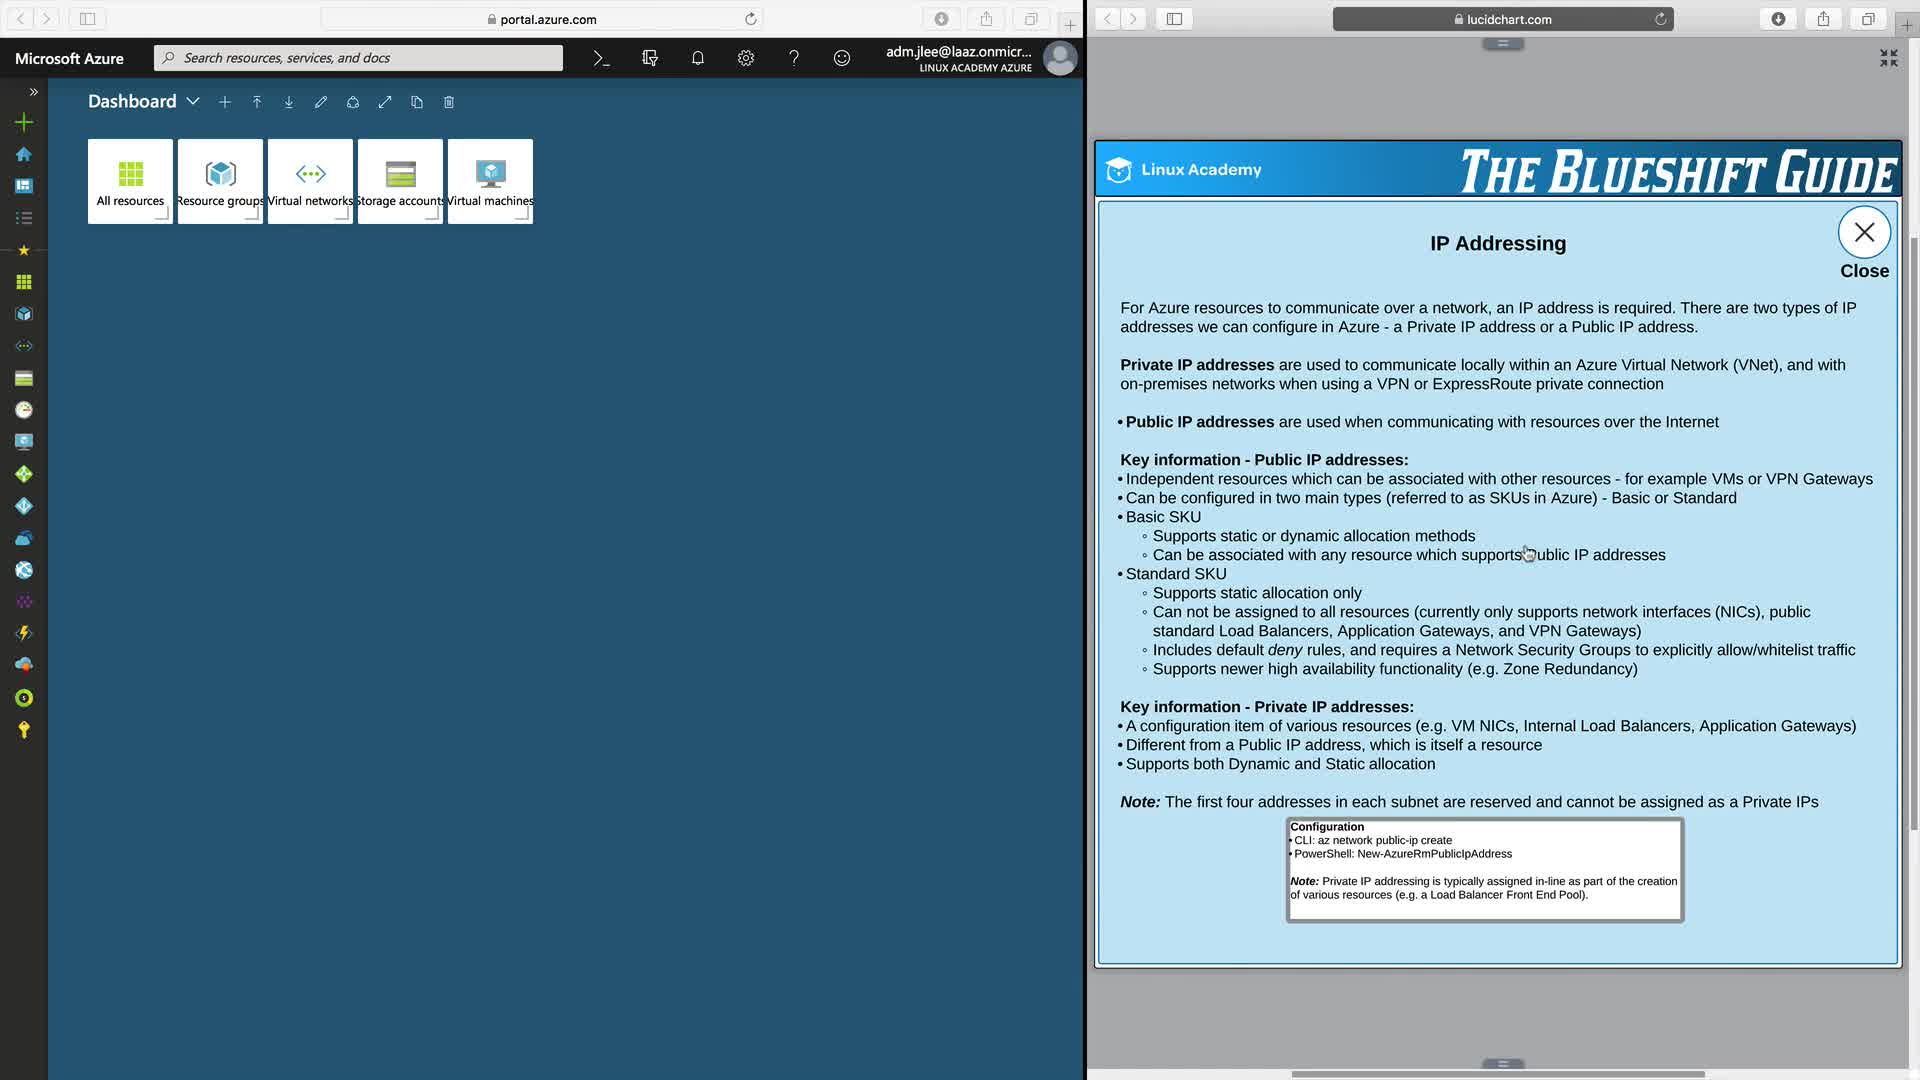 portal.azure.com
Microsoft Azure
Search resources, services, and docs
adm.jlee@laaz.onmicr...
LINUX ACADEMY AZURE
Dashboard
All resources
Resource groups
Virtual networks
Storage accounts
Virtual machines
lucidchart.com
Linux Academy
THE BLUESHIFT GUIDE
IP Addressing
Close
For Azure resources to communicate over a network, an IP address is required. There are two types of IP
addresses we can configure in Azure - a Private IP address or a Public IP address.
Private IP addresses are used to communicate locally within an Azure Virtual Network (VNet), and with
on-premises networks when using a VPN or ExpressRoute private connection
• Public IP addresses are used when communicating with resources over the Internet
Key information - Public IP addresses:
• Independent resources which can be associated with other resources - for example VMs or VPN Gateways
• Can be configured in two main types (referred to as SKUs in Azure) - Basic or Standard
• Basic SKU
◦ Supports static or dynamic allocation methods
◦ Can be associated with any resource which supports Public IP addresses
• Standard SKU
◦ Supports static allocation only
◦ Can not be assigned to all resources (currently only supports network interfaces (NICs), public
standard Load Balancers, Application Gateways, and VPN Gateways)
◦ Includes default deny rules, and requires a Network Security Groups to explicitly allow/whitelist traffic
◦ Supports newer high availability functionality (e.g. Zone Redundancy)
Key information - Private IP addresses:
• A configuration item of various resources (e.g. VM NICs, Internal Load Balancers, Application Gateways)
• Different from a Public IP address, which is itself a resource
• Supports both Dynamic and Static allocation
Note: The first four addresses in each subnet are reserved and cannot be assigned as a Private IPs
Configuration
• CLI: az network public-ip create
• PowerShell: New-AzureRmPublicIpAddress
Note: Private IP addressing is typically assigned in-line as part of the creation
of various resources (e.g. a Load Balancer Front End Pool).